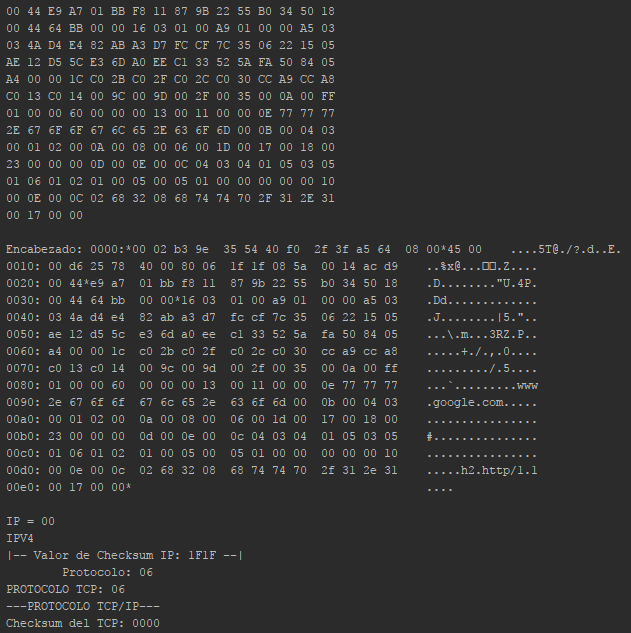 00 44 E9 A7 01 BB F8 11 87 9B 22 55 B0 34 50 18
00 44 64 BB 00 00 16 03 01 00 A9 01 00 00 A5 03
03 4A D4 E4 82 AB A3 D7 FC CF 7C 35 06 22 15 05
AE 12 D5 5C E3 6D A0 EE C1 33 52 5A FA 50 84 05
A4 00 00 1C C0 2B C0 2F C0 2C C0 30 CC A9 CC A8
C0 13 C0 14 00 9C 00 9D 00 2F 00 35 00 0A 00 FF
01 00 00 60 00 00 00 13 00 11 00 00 0E 77 77 77
2E 67 6F 6F 67 6C 65 2E 63 6F 6D 00 0B 00 04 03
00 01 02 00 0A 00 08 00 06 00 1D 00 17 00 18 00
23 00 00 00 0D 00 0E 00 0C 04 03 04 01 05 03 05
01 06 01 02 01 00 05 00 05 01 00 00 00 00 00 10
00 0E 00 0C 02 68 32 08 68 74 74 70 2F 31 2E 31
00 17 00 00
Encabezado: 0000:*00 02 b3 9e  35 54 40 f0  2f 3f a5 64  08 00*45 00    ....5T@./?.d..E.
0010: 00 d6 25 78  40 00 80 06  1f 1f 08 5a  00 14 ac d9    ..%x@...▯▯.Z....
0020: 00 44*e9 a7  01 bb f8 11  87 9b 22 55  b0 34 50 18    .D........"U.4P.
0030: 00 44 64 bb  00 00*16 03  01 00 a9 01  00 00 a5 03    .Dd.............
0040: 03 4a d4 e4  82 ab a3 d7  fc cf 7c 35  06 22 15 05    .J........|5."..
0050: ae 12 d5 5c  e3 6d a0 ee  c1 33 52 5a  fa 50 84 05    ...\.m...3RZ.P..
0060: a4 00 00 1c  c0 2b c0 2f  c0 2c c0 30  cc a9 cc a8    .....+./.,.0....
0070: c0 13 c0 14  00 9c 00 9d  00 2f 00 35  00 0a 00 ff    ........./.5....
0080: 01 00 00 60  00 00 00 13  00 11 00 00  0e 77 77 77    ...`.........www
0090: 2e 67 6f 6f  67 6c 65 2e  63 6f 6d 00  0b 00 04 03    .google.com.....
00a0: 00 01 02 00  0a 00 08 00  06 00 1d 00  17 00 18 00    ................
00b0: 23 00 00 00  0d 00 0e 00  0c 04 03 04  01 05 03 05    #...............
00c0: 01 06 01 02  01 00 05 00  05 01 00 00  00 00 00 10    ................
00d0: 00 0e 00 0c  02 68 32 08  68 74 74 70  2f 31 2e 31    .....h2.http/1.1
00e0: 00 17 00 00*    ....
IP = 00
IPV4
|-- Valor de Checksum IP: 1F1F --|
Protocolo: 06
PROTOCOLO TCP: 06
---PROTOCOLO TCP/IP---
Checksum del TCP: 0000